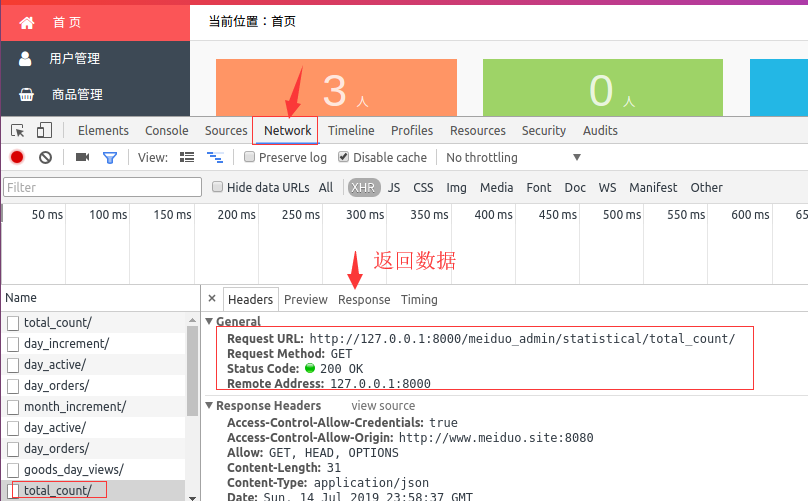 首 页
当前位置：首页
用户管理
商品管理
3 人
0 人
Elements Console Sources Network Timeline Profiles Resources Security Audits
View: Preserve log Disable cache No throttling
Filter Hide data URLs All XHR JS CSS Img Media Font Doc WS Manifest Other
50 ms 100 ms 150 ms 200 ms 250 ms 300 ms 350 ms 400 ms 450 ms 500 ms 550 ms 600 ms 65
返回数据
Name
× Headers Preview Response Timing
total_count/
day_increment/
day_active/
day_orders/
month_increment/
day_active/
day_orders/
goods_day_views/
total_count/
General
Request URL: http://127.0.0.1:8000/meiduo_admin/statistical/total_count/
Request Method: GET
Status Code: 200 OK
Remote Address: 127.0.0.1:8000
Response Headers view source
Access-Control-Allow-Credentials: true
Access-Control-Allow-Origin: http://www.meiduo.site:8080
Allow: GET, HEAD, OPTIONS
Content-Length: 31
Content-Type: application/json
Date: Sun, 14 Jul 2019 23:58:37 GMT